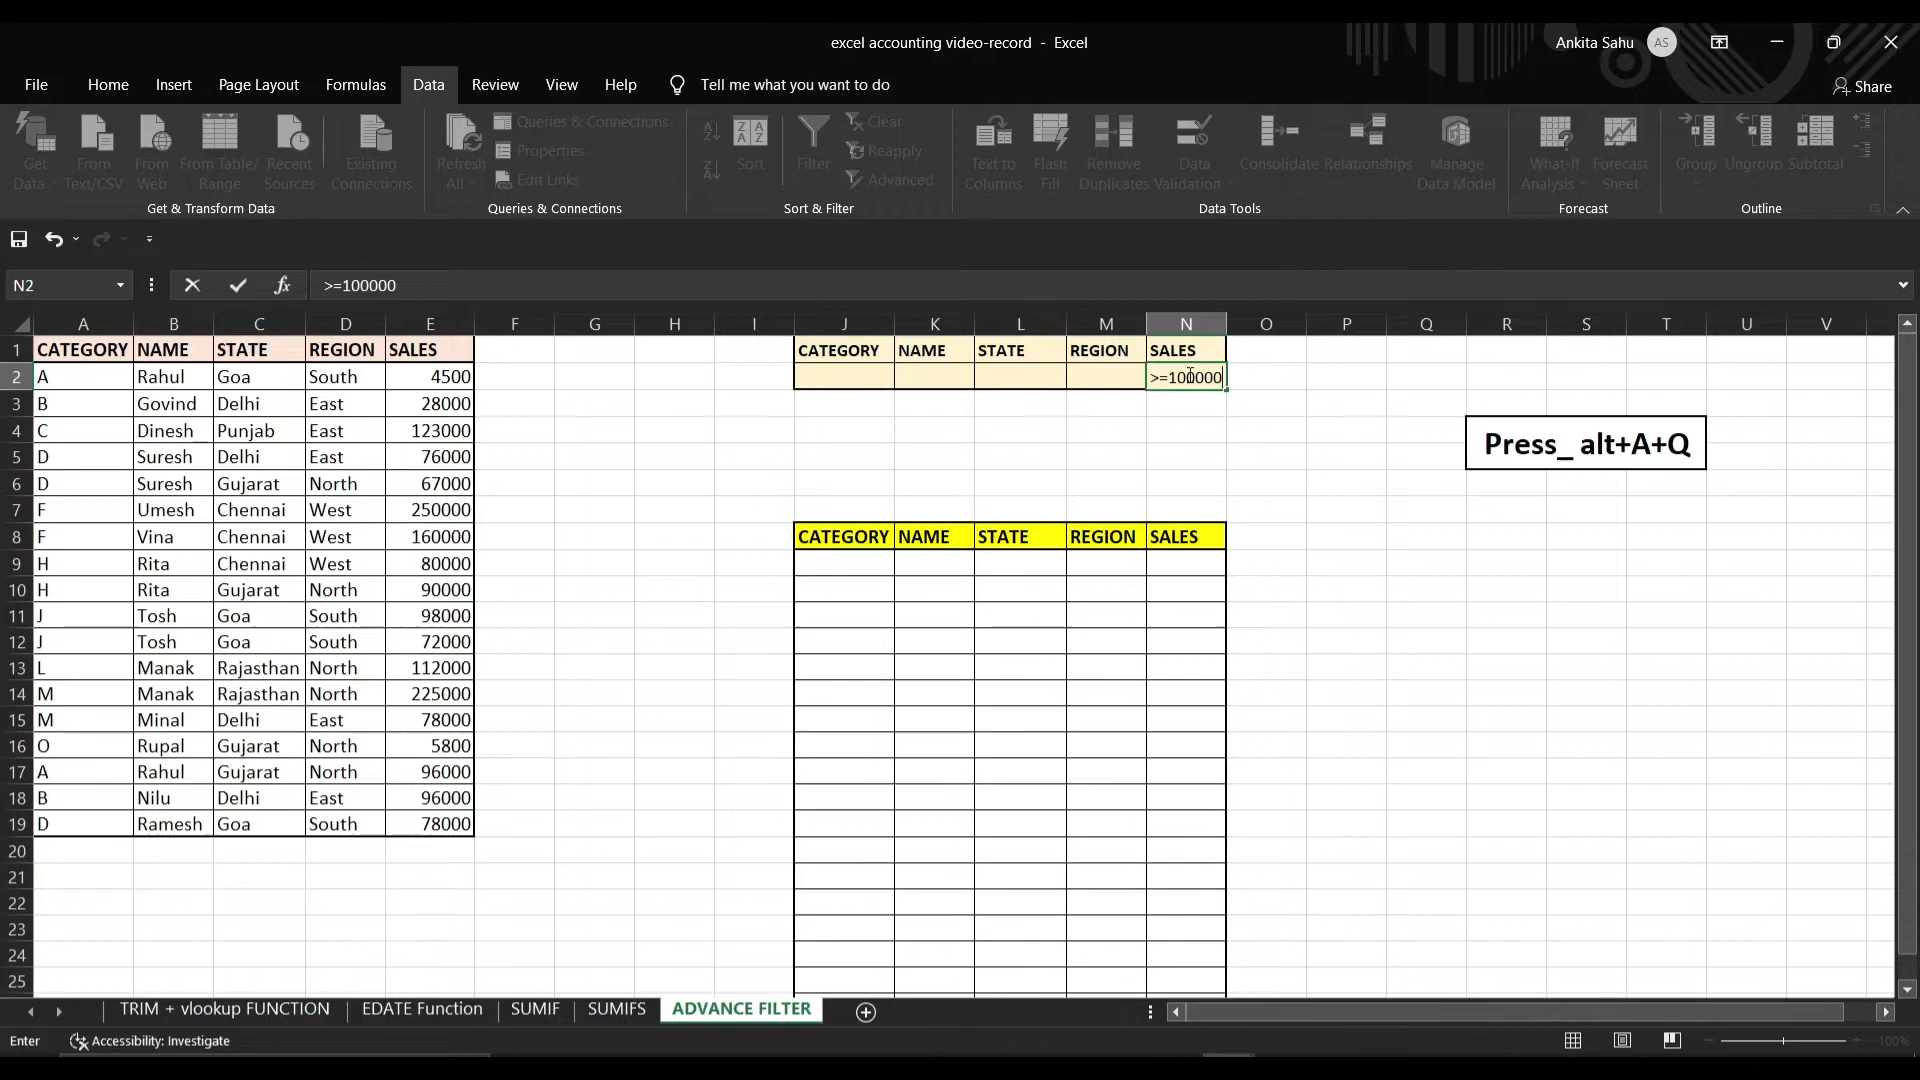 excel accounting video-record - Excel
Ankita Sahu AS
File Home Insert Page Layout Formulas Data Review View Help Tell me what you want to do Share
Get Data From Text/CSV From Web From Table/ Range Recent Sources Existing Connections
Get & Transform Data
Refresh All Queries & Connections Properties Edit Links
Queries & Connections
Sort Filter Clear Reapply Advanced
Sort & Filter
Text to Columns Flash Fill Remove Duplicates Data Validation Consolidate Relationships Manage Data Model
Data Tools
What-If Analysis Forecast Sheet
Forecast
Group Ungroup Subtotal
Outline
N2 fx >=100000
A B C D E F G H I J K L M N O P Q R S T U V
1 CATEGORY NAME STATE REGION SALES CATEGORY NAME STATE REGION SALES
2 A Rahul Goa South 4500 >=100000
3 B Govind Delhi East 28000
4 C Dinesh Punjab East 123000
Press_ alt+A+Q
5 D Suresh Delhi East 76000
6 D Suresh Gujarat North 67000
7 F Umesh Chennai West 250000
8 F Vina Chennai West 160000 CATEGORY NAME STATE REGION SALES
9 H Rita Chennai West 80000
10 H Rita Gujarat North 90000
11 J Tosh Goa South 98000
12 J Tosh Goa South 72000
13 L Manak Rajasthan North 112000
14 M Manak Rajasthan North 225000
15 M Minal Delhi East 78000
16 O Rupal Gujarat North 5800
17 A Rahul Gujarat North 96000
18 B Nilu Delhi East 96000
19 D Ramesh Goa South 78000
20
21
22
23
24
25
TRIM + vlookup FUNCTION EDATE Function SUMIF SUMIFS ADVANCE FILTER
Enter Accessibility: Investigate 100%